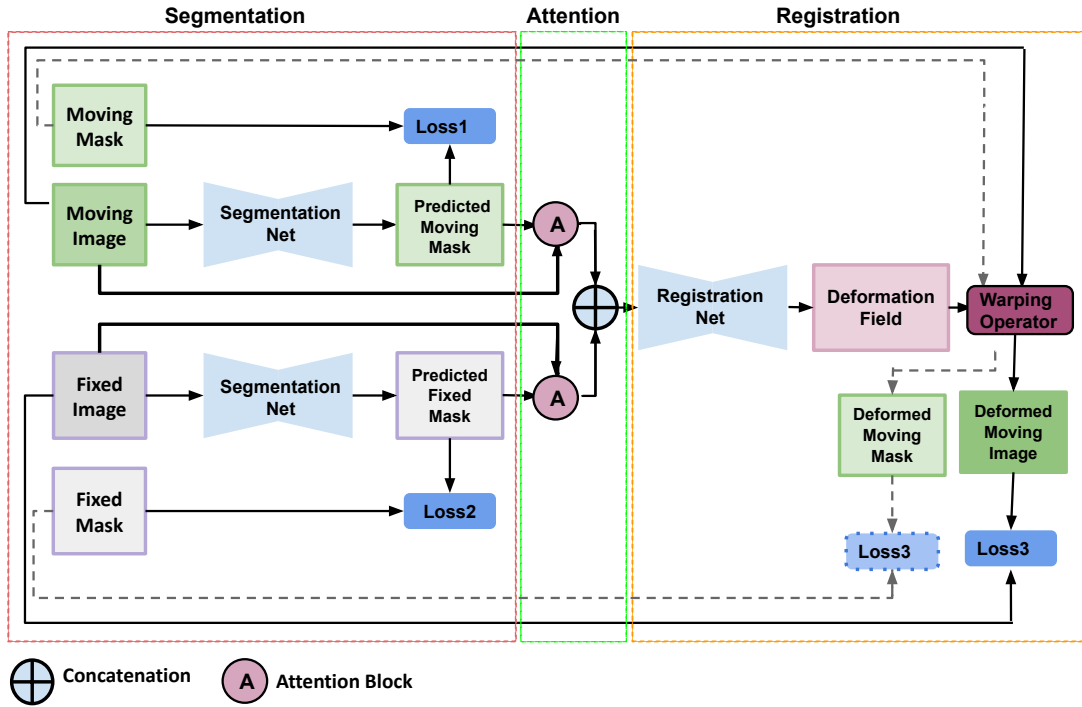 Segmentation
Attention
Registration
Moving
Mask
Loss1
Moving
Image
Segmentation
Net
Predicted
Moving
Mask
A
Registration
Net
Deformation
Field
Warping
Operator
Fixed
Image
Segmentation
Net
Predicted
Fixed
Mask
A
Deformed
Moving
Mask
Deformed
Moving
Image
Fixed
Mask
Loss2
Loss3
Loss3
Concatenation
A
Attention Block